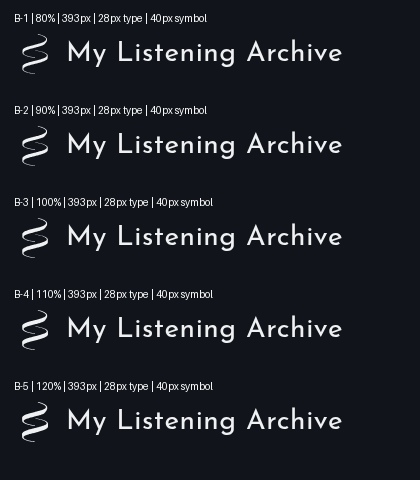 B-1 | 80% | 393px | 28px type | 40px symbol
My Listening Archive
B-2 | 90% | 393px | 28px type | 40px symbol
My Listening Archive
B-3 | 100% | 393px | 28px type | 40px symbol
My Listening Archive
B-4 | 110% | 393px | 28px type | 40px symbol
My Listening Archive
B-5 | 120% | 393px | 28px type | 40px symbol
My Listening Archive